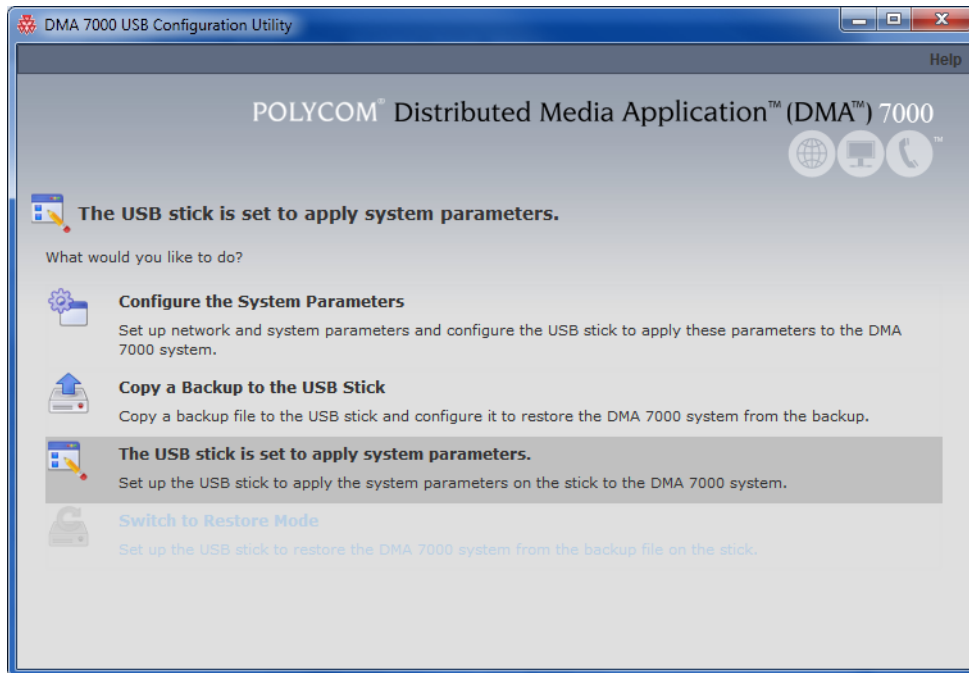 DMA 7000 USB Configuration Utility
Help
POLYCOM® Distributed Media Application™ (DMA™) 7000
™
The USB stick is set to apply system parameters.
What would you like to do?
Configure the System Parameters
Set up network and system parameters and configure the USB stick to apply these parameters to the DMA
7000 system.
Copy a Backup to the USB Stick
Copy a backup file to the USB stick and configure it to restore the DMA 7000 system from the backup.
The USB stick is set to apply system parameters.
Set up the USB stick to apply the system parameters on the stick to the DMA 7000 system.
Switch to Restore Mode
Set up the USB stick to restore the DMA 7000 system from the backup file on the stick.